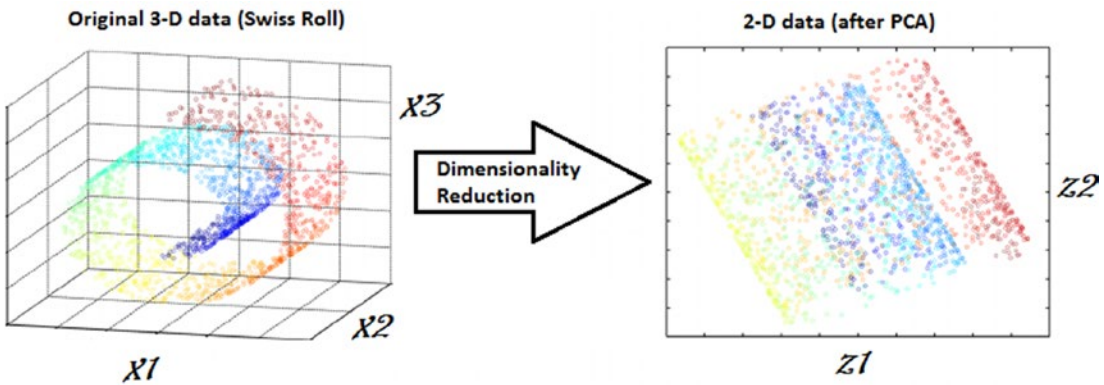 Original 3-D data (Swiss Roll)
2-D data (after PCA)
X3
Dimensionality
Reduction
z2
X2
X1
z1